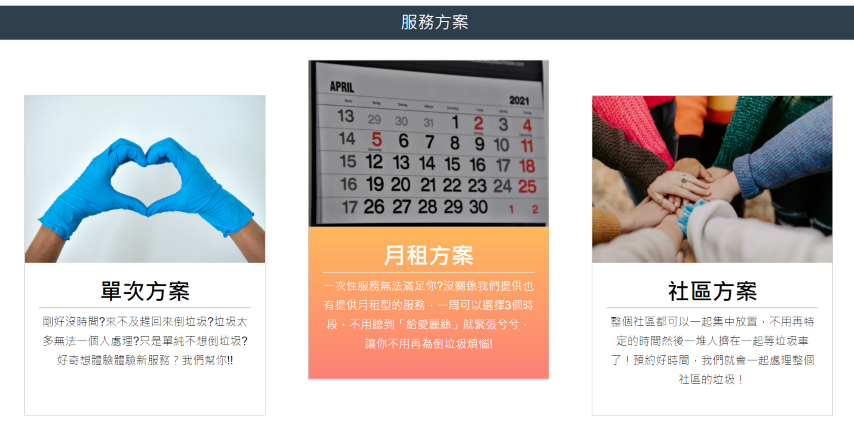 服務方案
單次方案
剛好沒時間?來不及趕回來倒垃圾?垃圾太
多無法一個人處理?只是單純不想倒垃圾?
好奇想體驗體驗新服務？我們幫你!!
APRIL
2021
13 29 30 31 1 2 3 4
14 5 6 7 8 9 10 11
15 12 13 14 15 16 17 18
16 19 20 21 22 23 24 25
17 26 27 28 29 30 1 2
月租方案
一次性服務無法滿足你?沒關係我們提供也
有提供月租型的服務，一周可以選擇3個時
段，不用聽到「給愛麗絲」就緊張兮兮，
讓你不用再為倒垃圾煩惱!
社區方案
整個社區都可以一起集中放置，不用再特
定的時間然後一堆人擠在一起等垃圾車
了！預約好時間，我們就會一起處理整個
社區的垃圾！